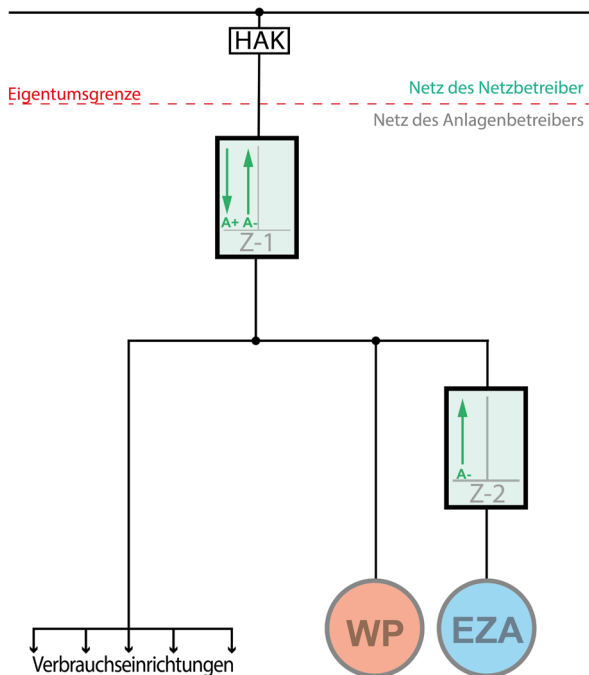 HAK
Eigentumsgrenze
Netz des Netzbetreiber
Netz des Anlagenbetreibers
A+ A-
Z-1
A-
Z-2
WP
EZA
Verbrauchseinrichtungen